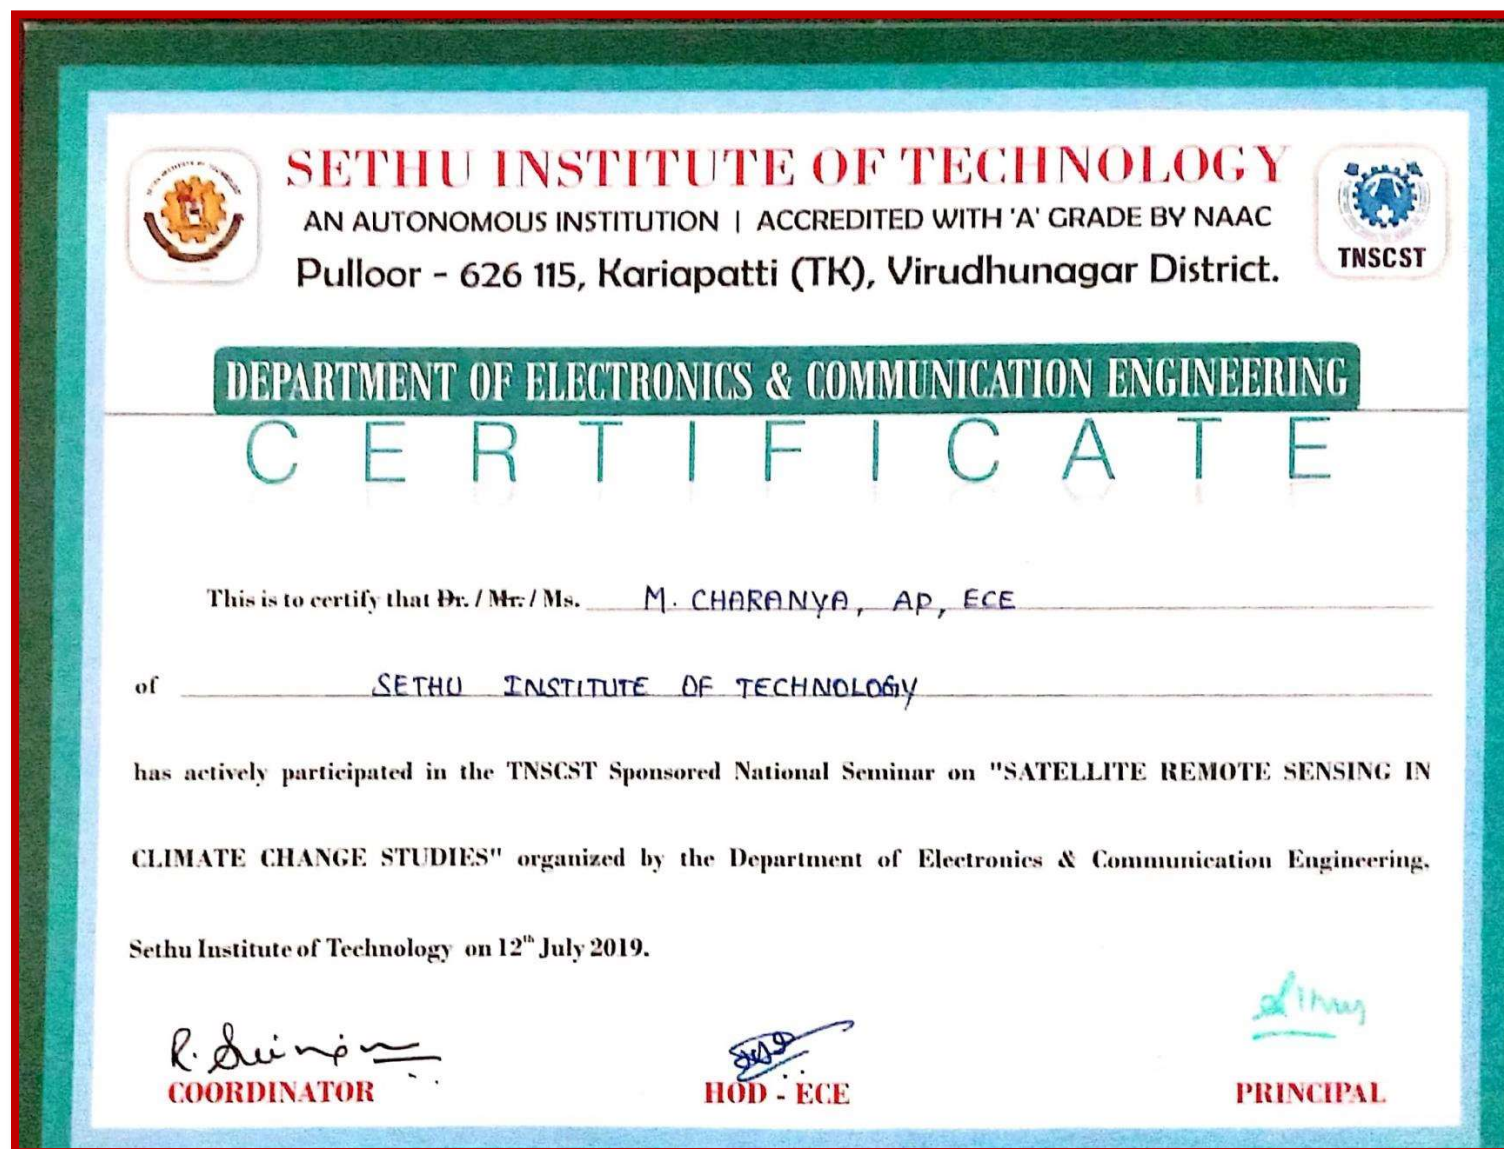 SETHU INSTITUTE OF TECHNOLOGY
AN AUTONOMOUS INSTITUTION | ACCREDITED WITH 'A' GRADE BY NAAC
Pulloor - 626 115, Kariapatti (TK), Virudhunagar District.
TNSCST
DEPARTMENT OF ELECTRONICS & COMMUNICATION ENGINEERING
CERTIFICATE
This is to certify that Dr. / Mr. / Ms. M. CHARANYA, AP, ECE
of SETHU INSTITUTE OF TECHNOLOGY
has actively participated in the TNSCST Sponsored National Seminar on "SATELLITE REMOTE SENSING IN
CLIMATE CHANGE STUDIES" organized by the Department of Electronics & Communication Engineering,
Sethu Institute of Technology on 12th July 2019.
COORDINATOR
HOD - ECE
PRINCIPAL